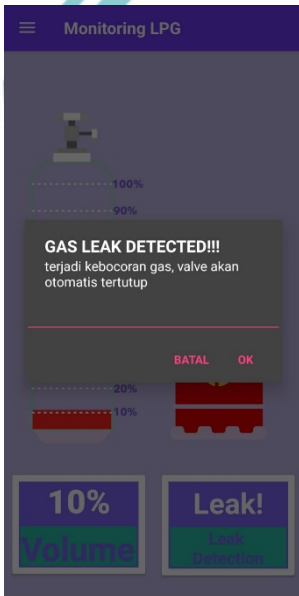 Monitoring LPG
100%
90%
GAS LEAK DETECTED!!!
terjadi kebocoran gas, valve akan
otomatis tertutup
BATAL OK
20%
10%
10%
Volume
Leak!
Leak
Detection